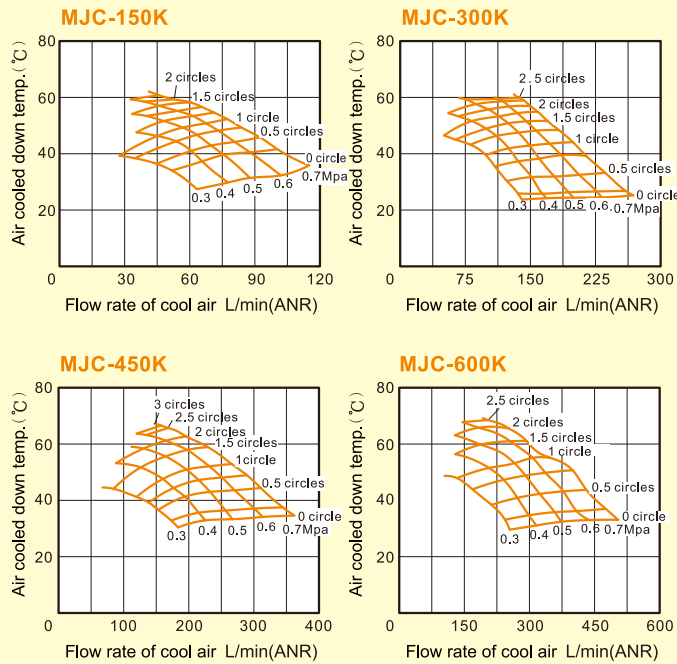 MJC-150K
80
60
40
20
0
Air cooled down temp.(℃)
2 circles
1.5 circles
1 circle
0.5 circles
0 circle
0.7Mpa
0.6
0.5
0.4
0.3
30 60 90 120
Flow rate of cool air L/min(ANR)
MJC-300K
80
60
40
20
0
Air cooled down temp.(℃)
2.5 circles
2 circles
1.5 circles
1 circle
0.5 circles
0 circle
0.3 0.4 0.5 0.6 0.7Mpa
75 150 225 300
Flow rate of cool air L/min(ANR)
MJC-450K
80
60
40
20
0
Air cooled down temp.(℃)
3 circles
2.5 circles
2 circles
1.5 circles
1circle
0.5 circles
0 circle
0.3 0.4 0.5 0.6 0.7Mpa
100 200 300 400
Flow rate of cool air L/min(ANR)
MJC-600K
80
60
40
20
0
Air cooled down temp.(℃)
2.5 circles
2 circles
1.5 circles
1 circle
0.5 circles
0 circle
0.3 0.4 0.5 0.6 0.7Mpa
150 300 450 600
Flow rate of cool air L/min(ANR)